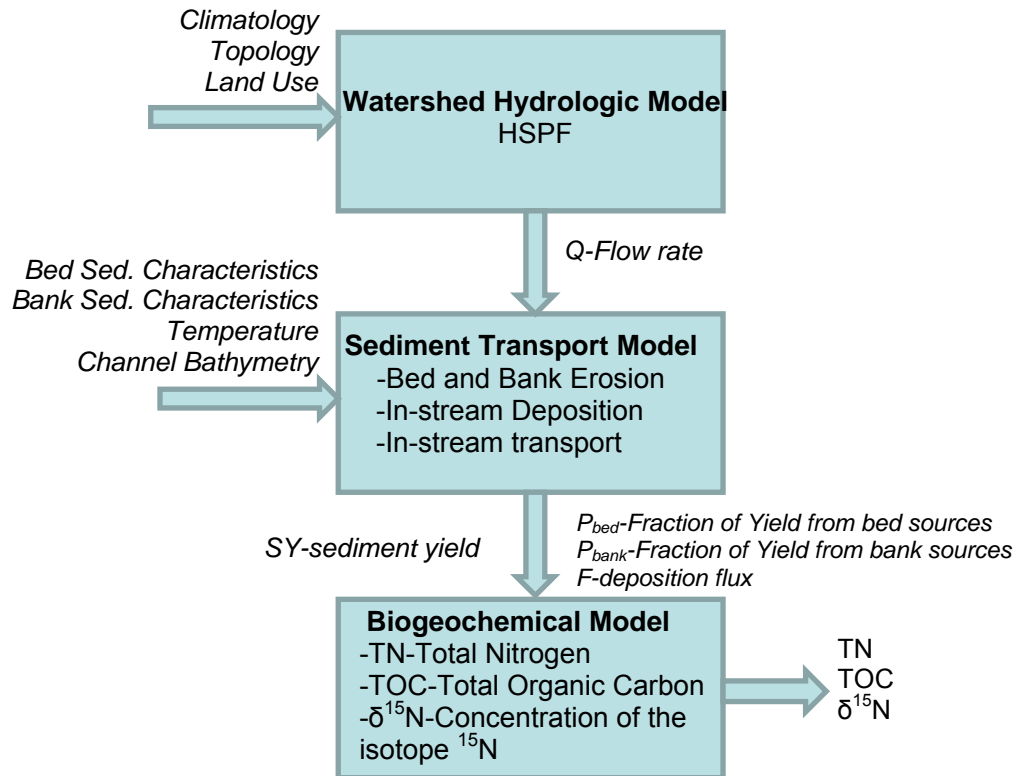 Climatology
Topology
Land Use
Watershed Hydrologic Model
HSPF
Q-Flow rate
Bed Sed. Characteristics
Bank Sed. Characteristics
Temperature
Channel Bathymetry
Sediment Transport Model
-Bed and Bank Erosion
-In-stream Deposition
-In-stream transport
SY-sediment yield
P_bed-Fraction of Yield from bed sources
P_bank-Fraction of Yield from bank sources
F-deposition flux
Biogeochemical Model
-TN-Total Nitrogen
-TOC-Total Organic Carbon
-δ¹⁵N-Concentration of the
isotope ¹⁵N
TN
TOC
δ¹⁵N